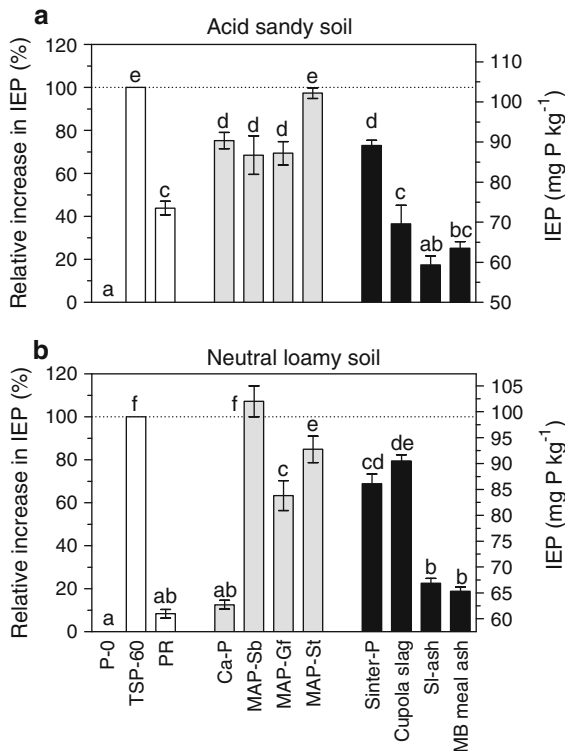 a Acid sandy soil
Relative increase in IEP (%)
120
100
80
60
40
20
0
110
100
90
80
70
60
50
IEP (mg P kg⁻¹)
a e c d d d e d c ab bc
b Neutral loamy soil
Relative increase in IEP (%)
120
100
80
60
40
20
0
105
100
95
90
85
80
75
70
65
60
IEP (mg P kg⁻¹)
a f ab ab f c e cd de b b
P-0
TSP-60
PR
Ca-P
MAP-Sb
MAP-Gf
MAP-St
Sinter-P
Cupola slag
Sl-ash
MB meal ash